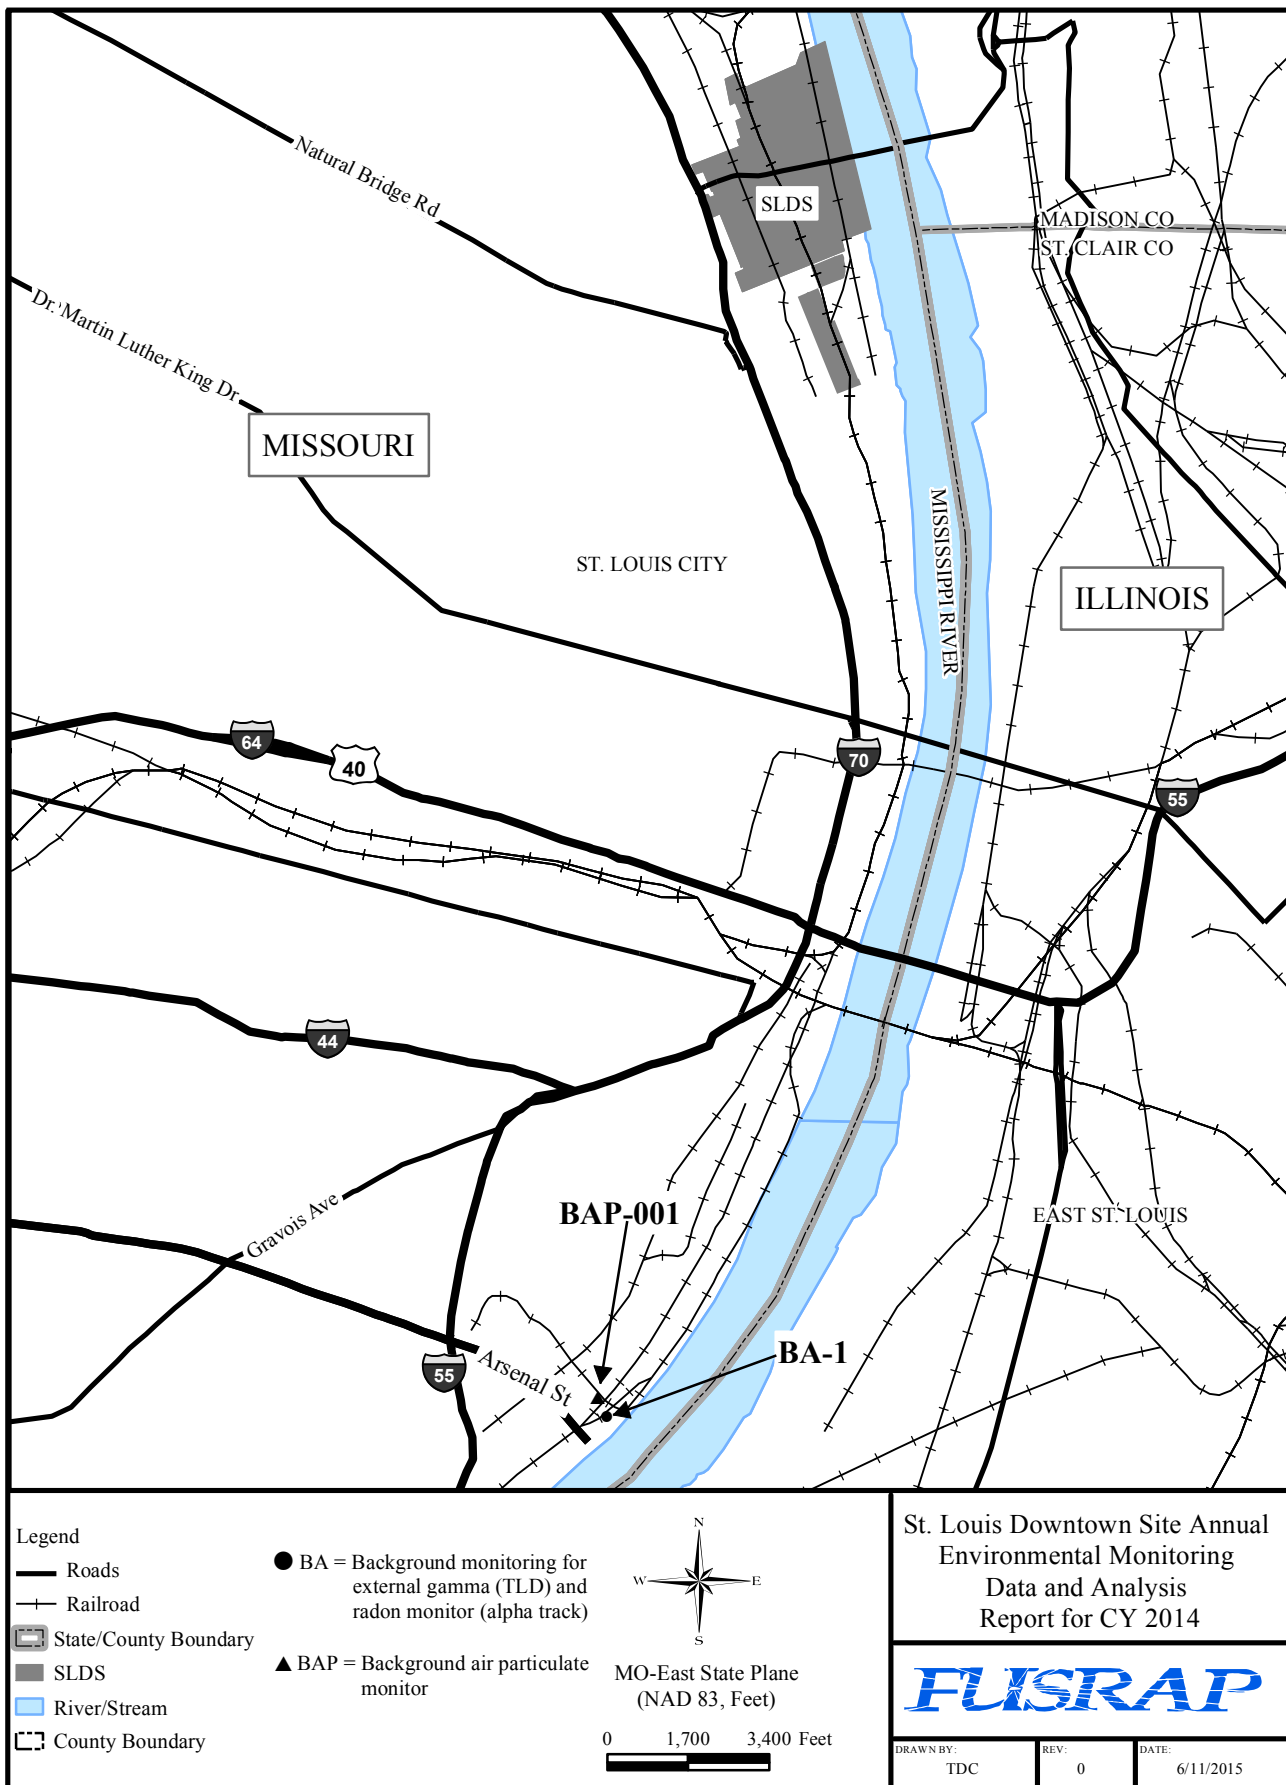 Natural Bridge Rd
SLDS
MADISON CO
ST. CLAIR CO
Dr. Martin Luther King Dr
MISSOURI
ST. LOUIS CITY
MISSISSIPPI RIVER
ILLINOIS
64
40
70
55
44
BAP-001
EAST ST. LOUIS
Gravois Ave
BA-1
Arsenal St
55
Legend
Roads
Railroad
State/County Boundary
SLDS
River/Stream
County Boundary
BA = Background monitoring for
external gamma (TLD) and
radon monitor (alpha track)
BAP = Background air particulate
monitor
N
W
E
S
MO-East State Plane
(NAD 83, Feet)
0 1,700 3,400 Feet
St. Louis Downtown Site Annual
Environmental Monitoring
Data and Analysis
Report for CY 2014
FUSRAP
DRAWN BY:
TDC
REV:
0
DATE:
6/11/2015